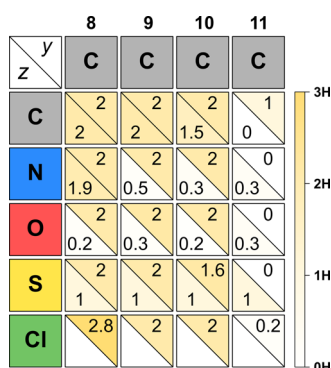 8 9 10 11
y
z
C C C C
3H
C 2 2 2 1
2 2 1.5 0
2H
N 2 2 2 0
1.9 0.5 0.3 0.3
O 2 2 2 0
0.2 0.3 0.2 0.3
S 2 2 1.6 0
1H
1 1 1 1
Cl 2.8 2 2 0.2
0H